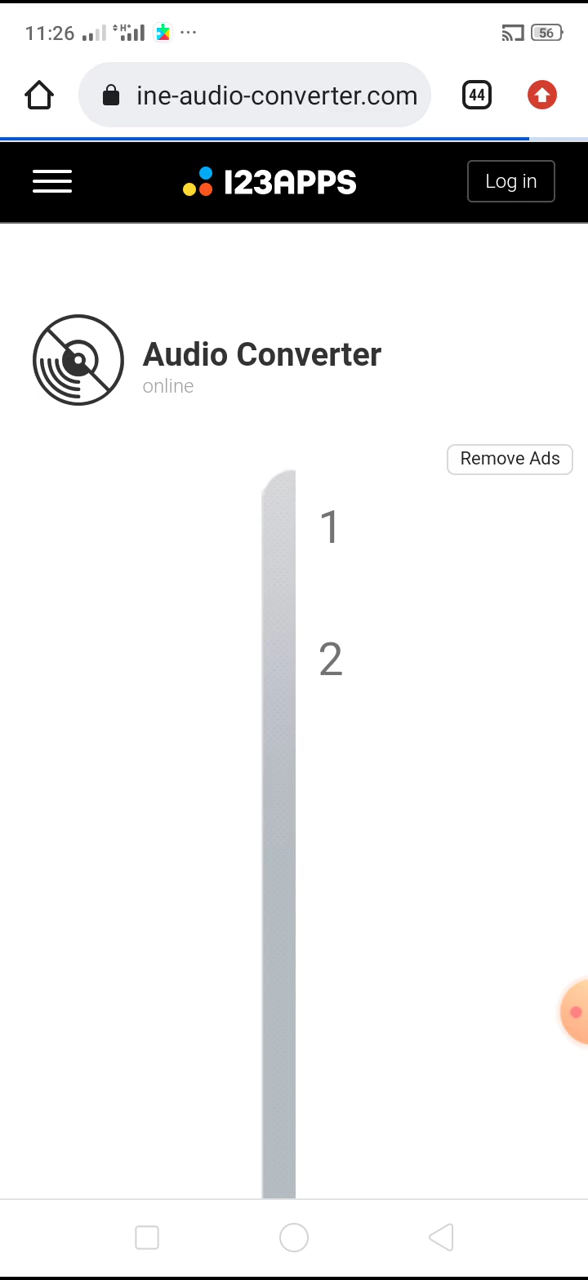 11:26
56
ine-audio-converter.com
44
123APPS
Log in
Audio Converter
online
Remove Ads
1
2